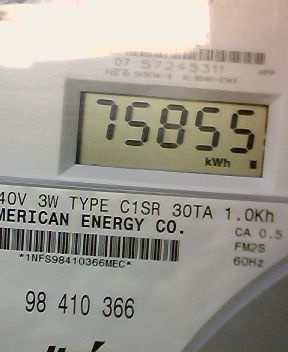 07 57245311
HPP
75855
kWh
40V 3W TYPE C1SR 30TA 1.0Kh
MERICAN ENERGY CO.
CA 0.5
FM2S
60Hz
*1NFS98410366MEC*
98 410 366